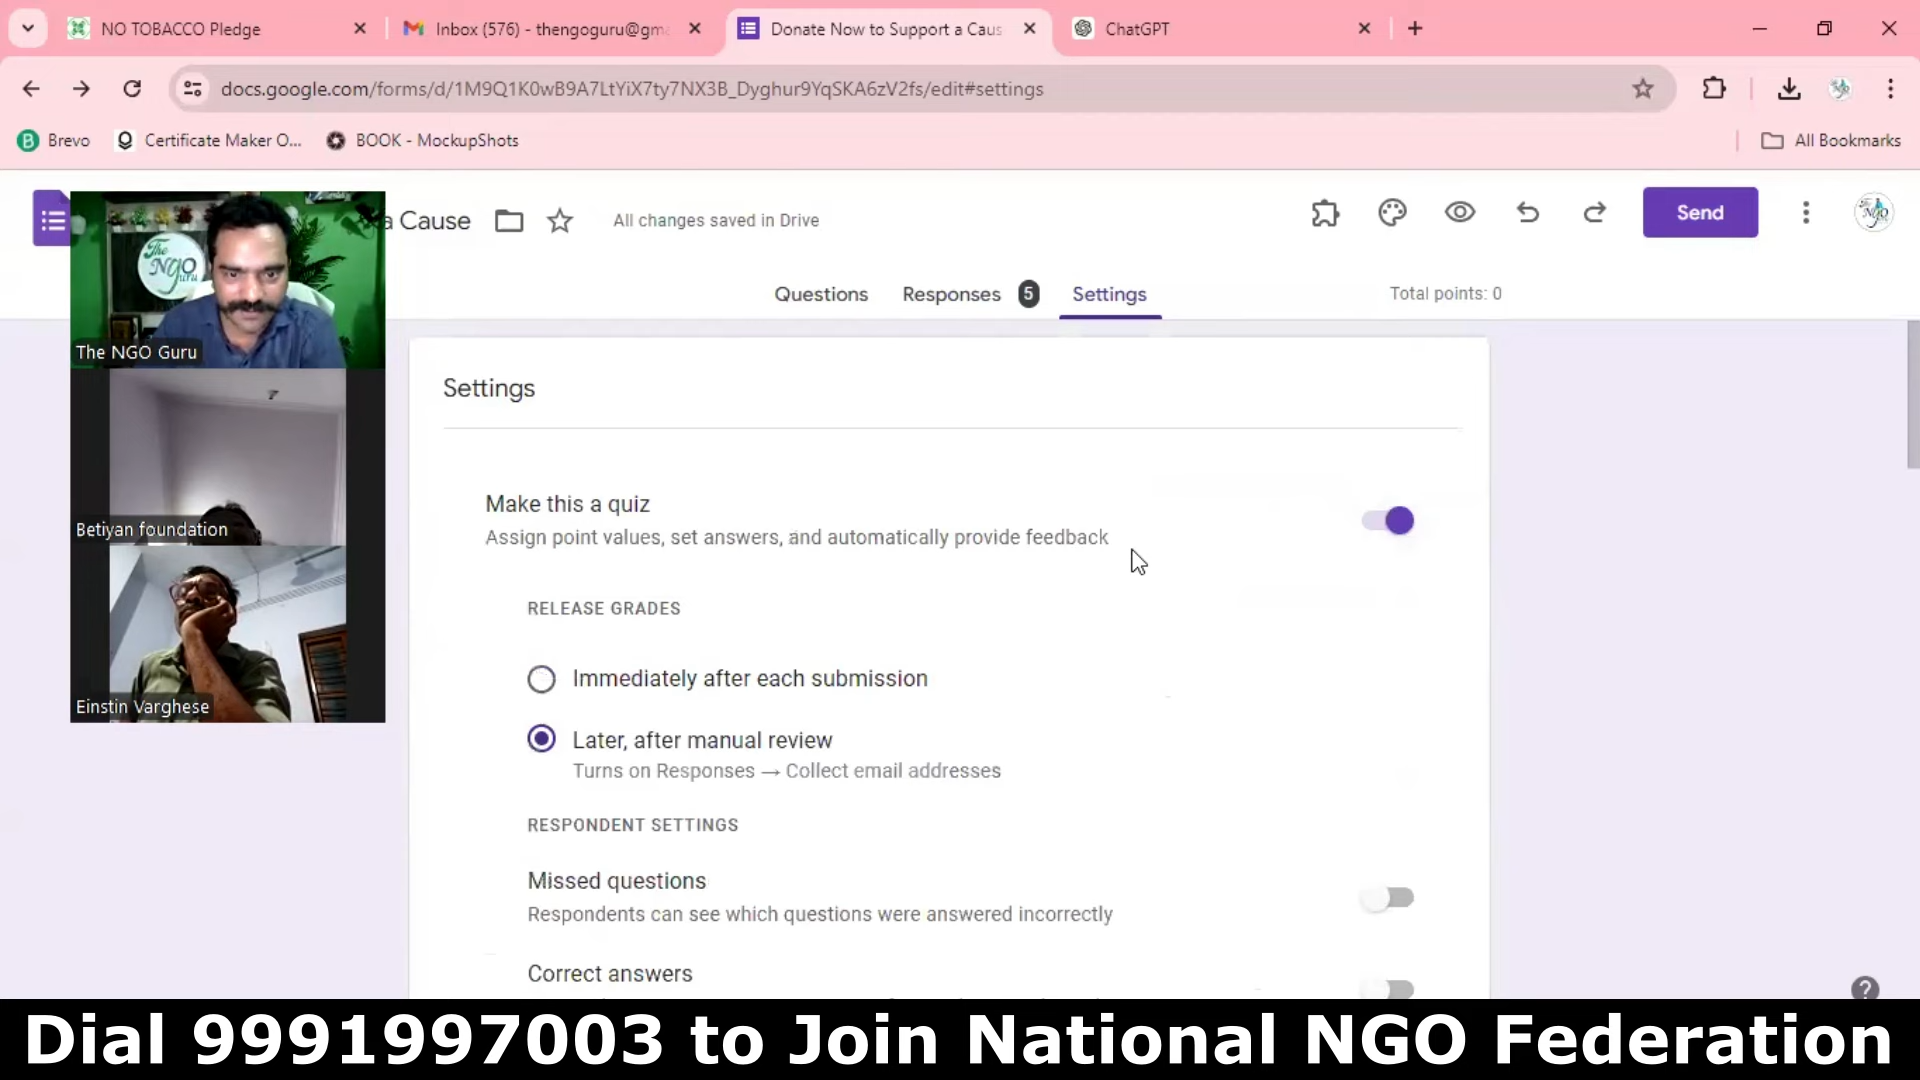 NO TOBACCO Pledge
Inbox (576) - thengoguru@gma
Donate Now to Support a Caus
ChatGPT
docs.google.com/forms/d/1M9Q1K0wB9A7LtYiX7ty7NX3B_Dyghur9YqSKA6zV2fs/edit#settings
Brevo
Certificate Maker O...
BOOK - MockupShots
All Bookmarks
a Cause
All changes saved in Drive
Send
Questions
Responses 5
Settings
Total points: 0
The NGO Guru
The NGO Guru
Betiyan foundation
Einstin Varghese
Settings
Make this a quiz
Assign point values, set answers, and automatically provide feedback
RELEASE GRADES
Immediately after each submission
Later, after manual review
Turns on Responses → Collect email addresses
RESPONDENT SETTINGS
Missed questions
Respondents can see which questions were answered incorrectly
Correct answers
Dial 9991997003 to Join National NGO Federation